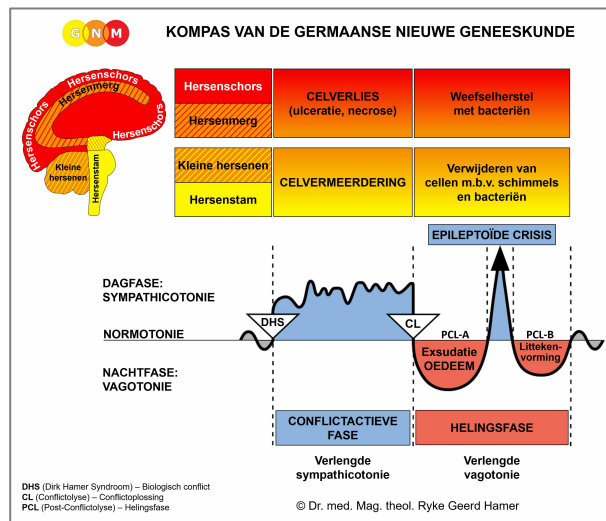 G N M
KOMPAS VAN DE GERMAANSE NIEUWE GENEESKUNDE
Hersenschors
Hersenmerg
Hersenschors
Hersenschors
Kleine
hersenen
Hersenstam
Hersenschors
Hersenmerg
CELVERLIES
(ulceratie, necrose)
Weefselherstel
met bacteriën
Kleine hersenen
Hersenstam
CELVERMEERDERING
Verwijderen van
cellen m.b.v. schimmels
en bacteriën
EPILEPTOÏDE CRISIS
DAGFASE:
SYMPATHICOTONIE
NORMOTONIE
NACHTFASE:
VAGOTONIE
DHS
CL
PCL-A
Exsudatie
OEDEEM
PCL-B
Litteken-
vorming
CONFLICTACTIEVE
FASE
HELINGSFASE
Verlengde
sympathicotonie
Verlengde
vagotonie
DHS (Dirk Hamer Syndroom) – Biologisch conflict
CL (Conflictolyse) – Conflictoplossing
PCL (Post-Conflictolyse) – Helingsfase
© Dr. med. Mag. theol. Ryke Geerd Hamer